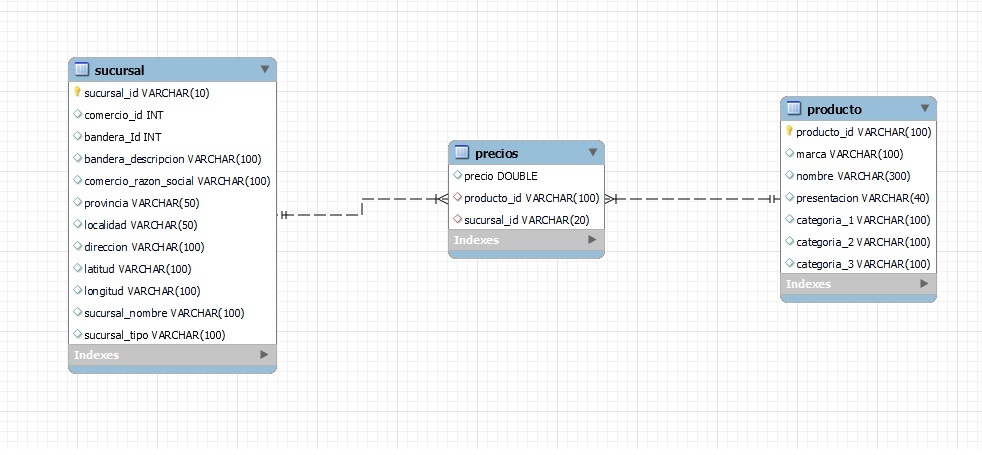 sucursal
sucursal_id VARCHAR(10)
comercio_id INT
bandera_Id INT
bandera_descripcion VARCHAR(100)
comercio_razon_social VARCHAR(100)
provincia VARCHAR(50)
localidad VARCHAR(50)
direccion VARCHAR(100)
latitud VARCHAR(100)
longitud VARCHAR(100)
sucursal_nombre VARCHAR(100)
sucursal_tipo VARCHAR(100)
Indexes
precios
precio DOUBLE
producto_id VARCHAR(100)
sucursal_id VARCHAR(20)
Indexes
producto
producto_id VARCHAR(100)
marca VARCHAR(100)
nombre VARCHAR(300)
presentacion VARCHAR(40)
categoria_1 VARCHAR(100)
categoria_2 VARCHAR(100)
categoria_3 VARCHAR(100)
Indexes